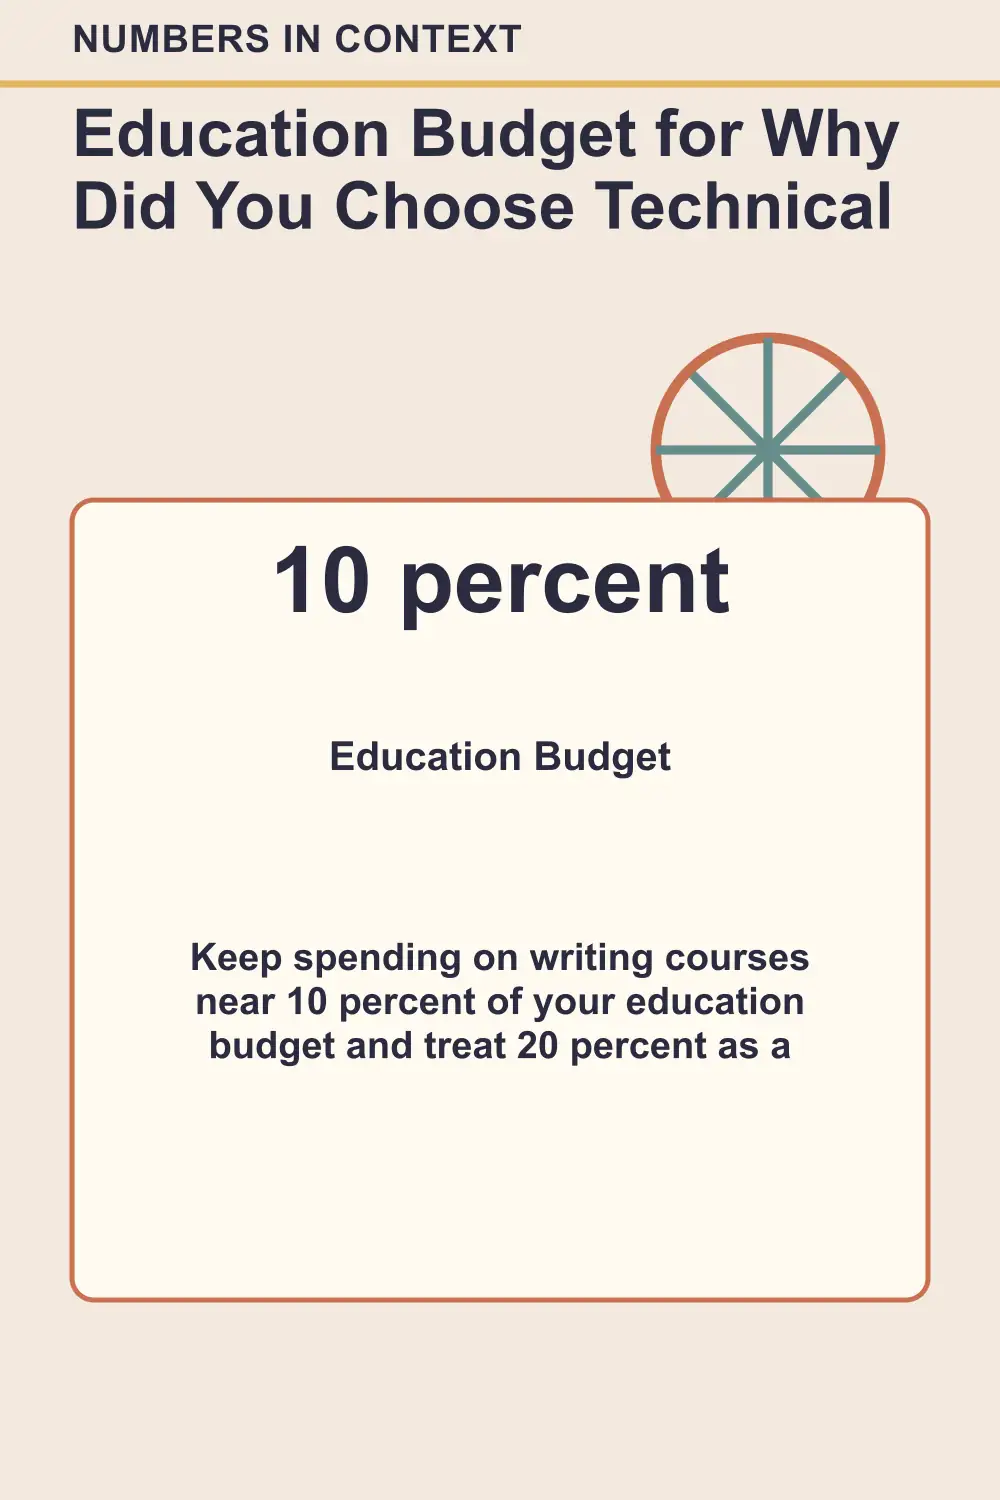 NUMBERS IN CONTEXT
Education Budget for Why
Did You Choose Technical
10 percent
Education Budget
Keep spending on writing courses
near 10 percent of your education
budget and treat 20 percent as a